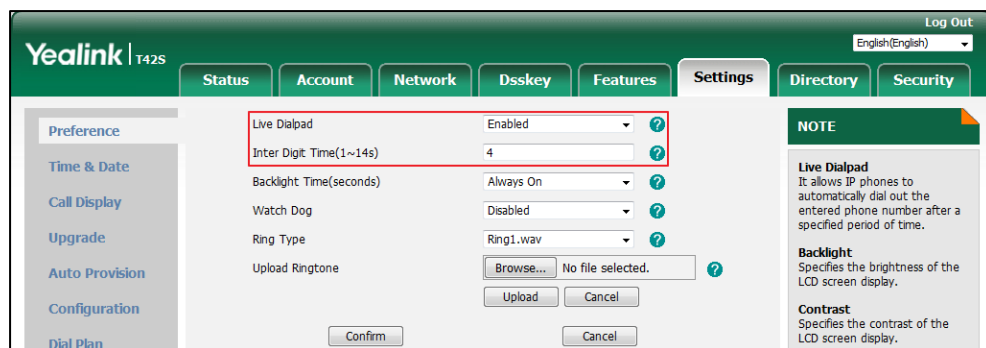 Log Out
Yealink | T42S
English(English)
Status
Account
Network
Dsskey
Features
Settings
Directory
Security
Preference
Time & Date
Call Display
Upgrade
Auto Provision
Configuration
Dial Plan
Live Dialpad
Enabled
?
Inter Digit Time(1~14s)
4
?
Backlight Time(seconds)
Always On
?
Watch Dog
Disabled
?
Ring Type
Ring1.wav
?
Upload Ringtone
Browse...
No file selected.
?
Upload
Cancel
Confirm
Cancel
NOTE
Live Dialpad
It allows IP phones to
automatically dial out the
entered phone number after a
specified period of time.
Backlight
Specifies the brightness of the
LCD screen display.
Contrast
Specifies the contrast of the
LCD screen display.